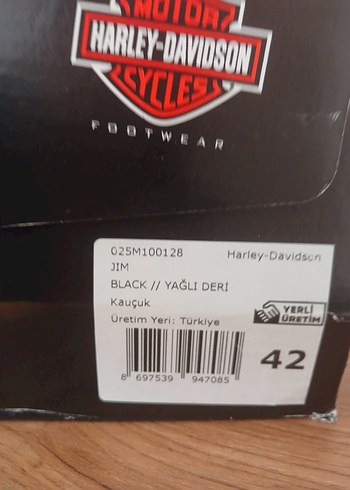 MOTOR
HARLEY-DAVIDSON
CYCLES
FOOTWEAR
025M100128 Harley-Davidson
JIM
BLACK // YAĞLI DERİ
Kauçuk
Üretim Yeri: Türkiye
YERLİ
ÜRETİM
42
8 697539 947085